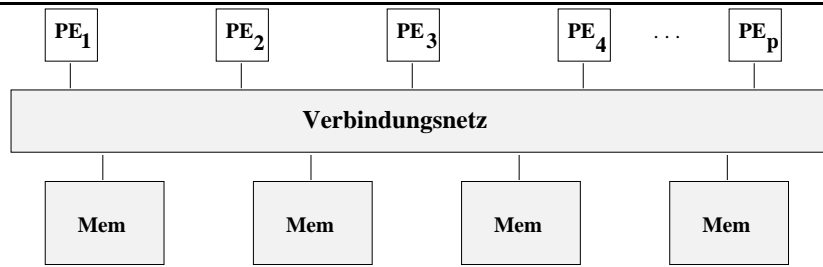 PE1 PE2 PE3 PE4 . . . PEp
Verbindungsnetz
Mem Mem Mem Mem